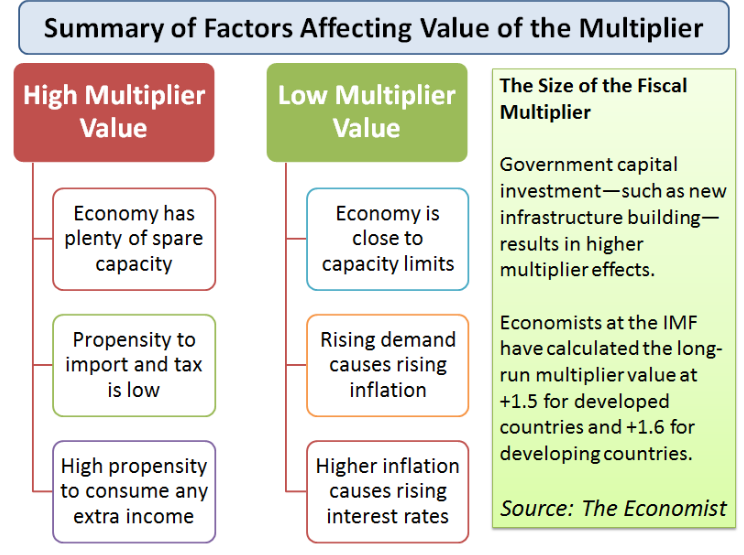 Summary of Factors Affecting Value of the Multiplier
High Multiplier
Value
Economy has
plenty of spare
capacity
Propensity to
import and tax
is low
High propensity
to consume any
extra income
Low Multiplier
Value
Economy is
close to
capacity limits
Rising demand
causes rising
inflation
Higher inflation
causes rising
interest rates
The Size of the Fiscal
Multiplier
Government capital
investment—such as new
infrastructure building—
results in higher
multiplier effects.
Economists at the IMF
have calculated the long-
run multiplier value at
+1.5 for developed
countries and +1.6 for
developing countries.
Source: The Economist